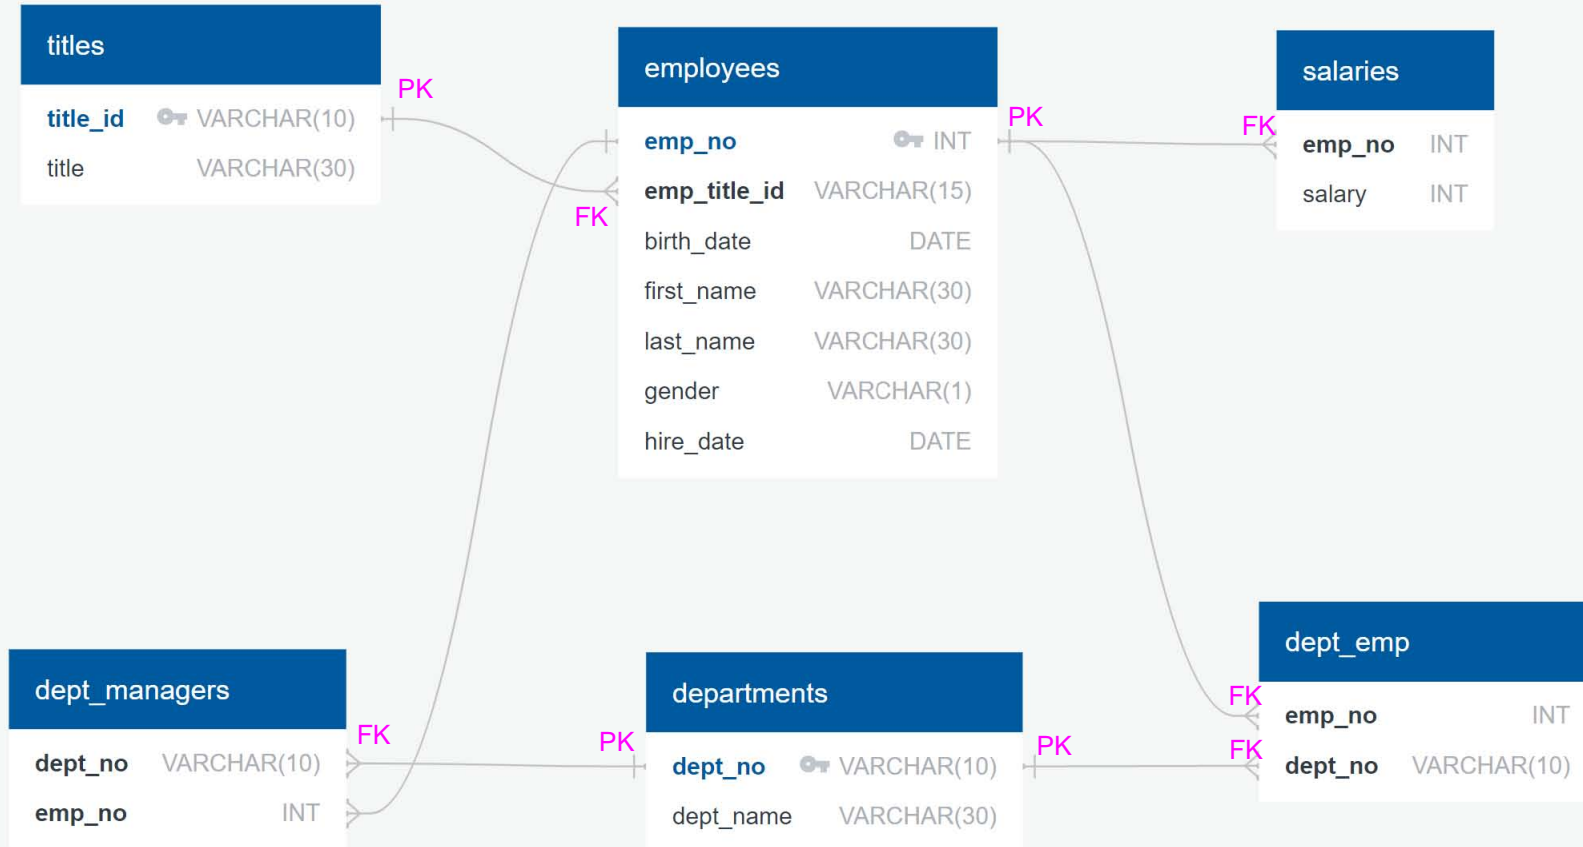 titles
PK
title_id VARCHAR(10)
title VARCHAR(30)
employees
PK
emp_no INT
emp_title_id VARCHAR(15)
FK
birth_date DATE
first_name VARCHAR(30)
last_name VARCHAR(30)
gender VARCHAR(1)
hire_date DATE
salaries
FK
emp_no INT
salary INT
dept_managers
FK
dept_no VARCHAR(10)
emp_no INT
departments
PK
PK
dept_no VARCHAR(10)
dept_name VARCHAR(30)
dept_emp
FK
emp_no INT
FK
dept_no VARCHAR(10)